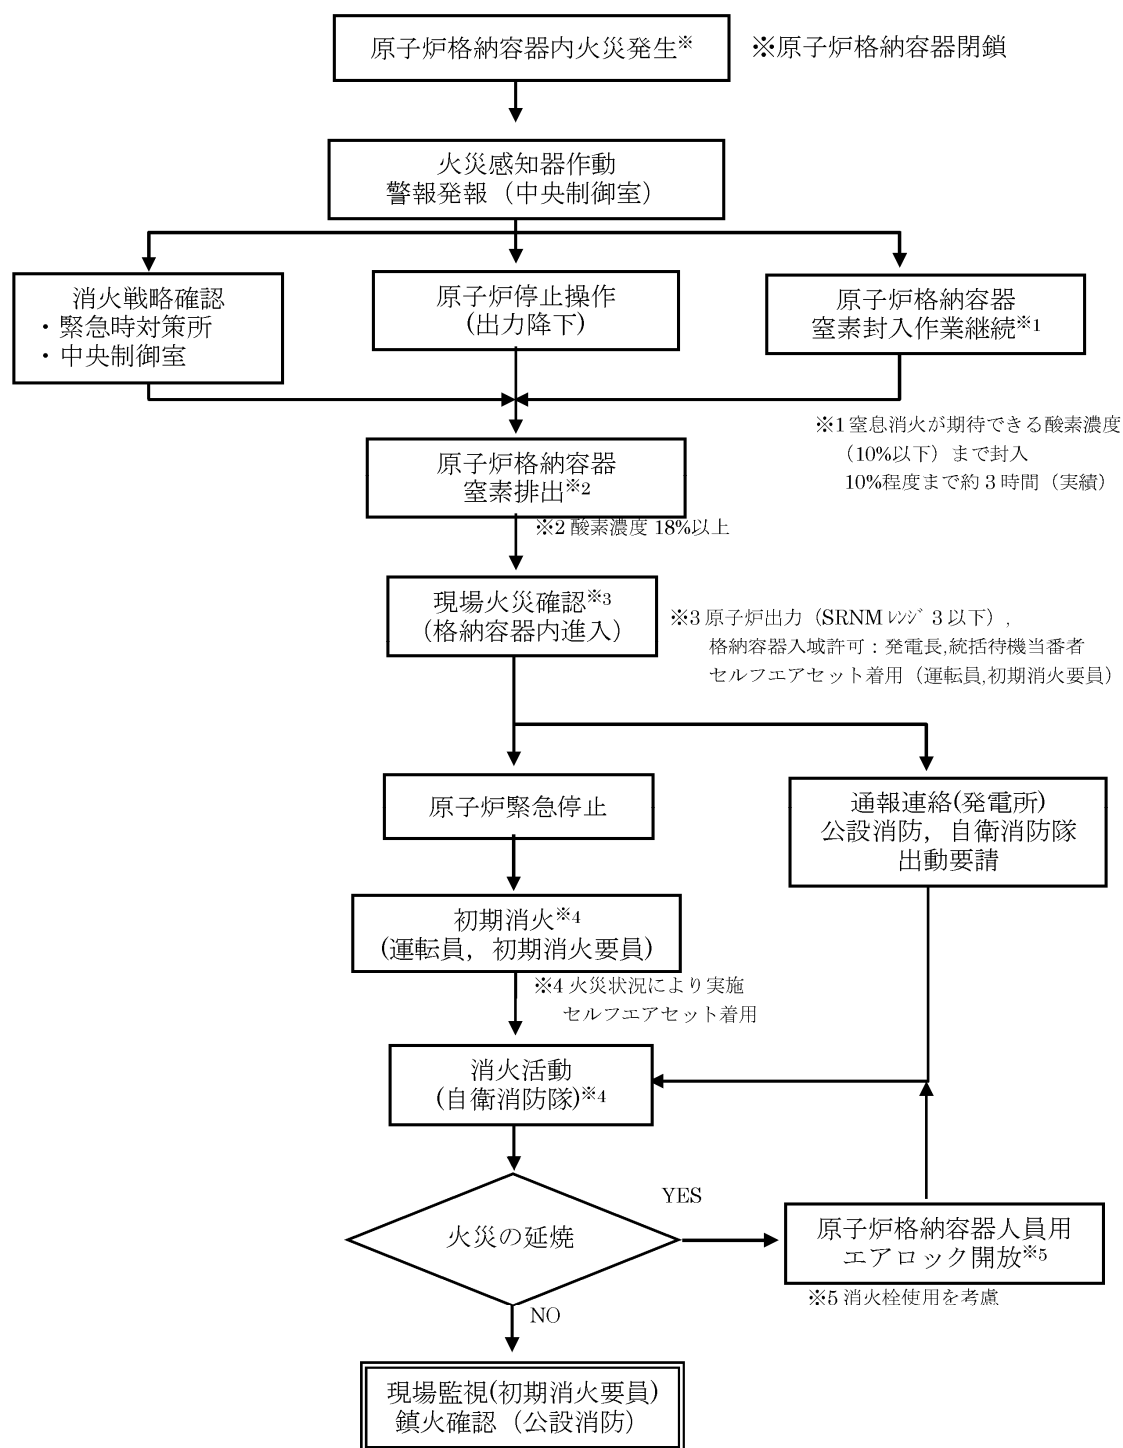 原子炉格納容器内火災発生※
※原子炉格納容器閉鎖
火災感知器作動
警報発報（中央制御室）
消火戦略確認
・緊急時対策所
・中央制御室
原子炉停止操作
(出力降下)
原子炉格納容器
窒素封入作業継続※1
※1 窒息消火が期待できる酸素濃度
（10%以下）まで封入
10%程度まで約 3 時間（実績）
原子炉格納容器
窒素排出※2
※2 酸素濃度 18%以上
現場火災確認※3
（格納容器内進入）
※3 原子炉出力（SRNM ﾚﾝｼﾞ 3 以下）,
格納容器入域許可：発電長,統括待機当番者
セルフエアセット着用（運転員,初期消火要員）
原子炉緊急停止
通報連絡(発電所)
公設消防，自衛消防隊
出動要請
初期消火※4
(運転員，初期消火要員)
※4 火災状況により実施
セルフエアセット着用
消火活動
(自衛消防隊)※4
火災の延焼
YES
原子炉格納容器人員用
エアロック開放※5
※5 消火栓使用を考慮
NO
現場監視(初期消火要員)
鎮火確認（公設消防）